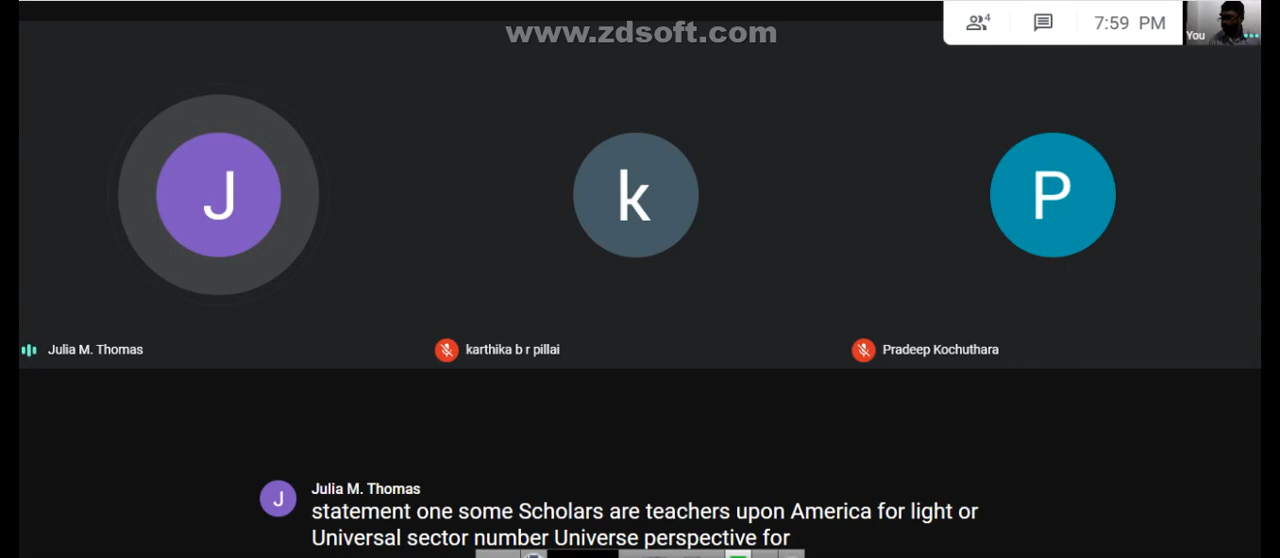 www.zdsoft.com
4
7:59 PM
You
J
k
P
Julia M. Thomas
karthika b r pillai
Pradeep Kochuthara
J
Julia M. Thomas
statement one some Scholars are teachers upon America for light or
Universal sector number Universe perspective for